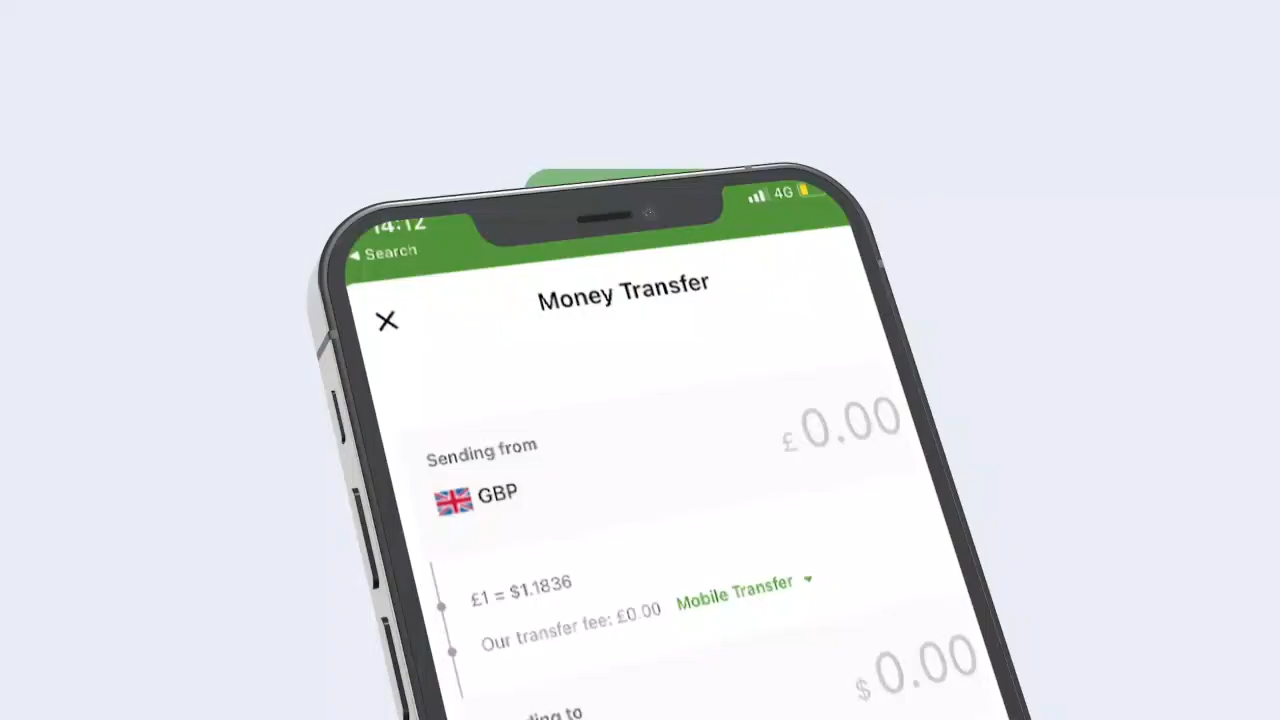 14:12
4G
Search
Money Transfer
£ 0.00
Sending from
GBP
£1 = $1.1836
Our transfer fee: £0.00 Mobile Transfer
$ 0.00
to